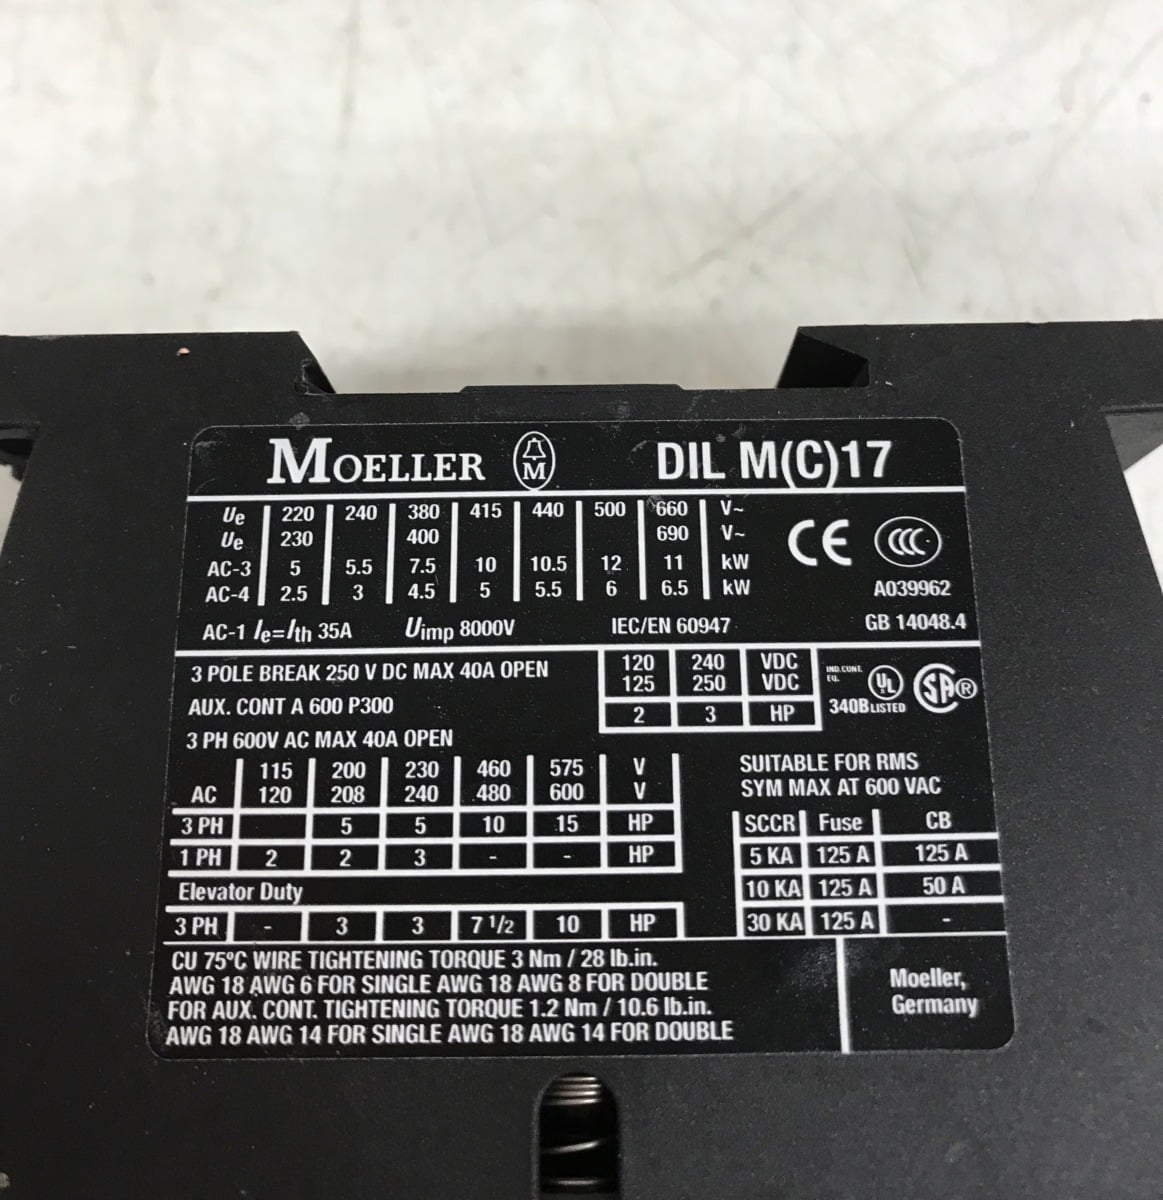 MOELLER M DIL M(C)17
Ue 220 240 380 415 440 500 660 V~
Ue 230 400 690 V~
AC-3 5 5.5 7.5 10 10.5 12 11 kW
AC-4 2.5 3 4.5 5 5.5 6 6.5 kW
CE CCC
A039962
AC-1 Ie=Ith 35A Uimp 8000V IEC/EN 60947 GB 14048.4
3 POLE BREAK 250 V DC MAX 40A OPEN
AUX. CONT A 600 P300
3 PH 600V AC MAX 40A OPEN
120 240 VDC
125 250 VDC
2 3 HP
IND.CONT.
EQ. UL SA®
340B LISTED
115 200 230 460 575 V
AC 120 208 240 480 600 V
3 PH 5 5 10 15 HP
1 PH 2 2 3 - - HP
Elevator Duty
3 PH - 3 3 7 1/2 10 HP
SUITABLE FOR RMS
SYM MAX AT 600 VAC
SCCR Fuse CB
5 KA 125 A 125 A
10 KA 125 A 50 A
30 KA 125 A -
CU 75ºC WIRE TIGHTENING TORQUE 3 Nm / 28 lb.in.
AWG 18 AWG 6 FOR SINGLE AWG 18 AWG 8 FOR DOUBLE
FOR AUX. CONT. TIGHTENING TORQUE 1.2 Nm / 10.6 lb.in.
AWG 18 AWG 14 FOR SINGLE AWG 18 AWG 14 FOR DOUBLE
Moeller,
Germany